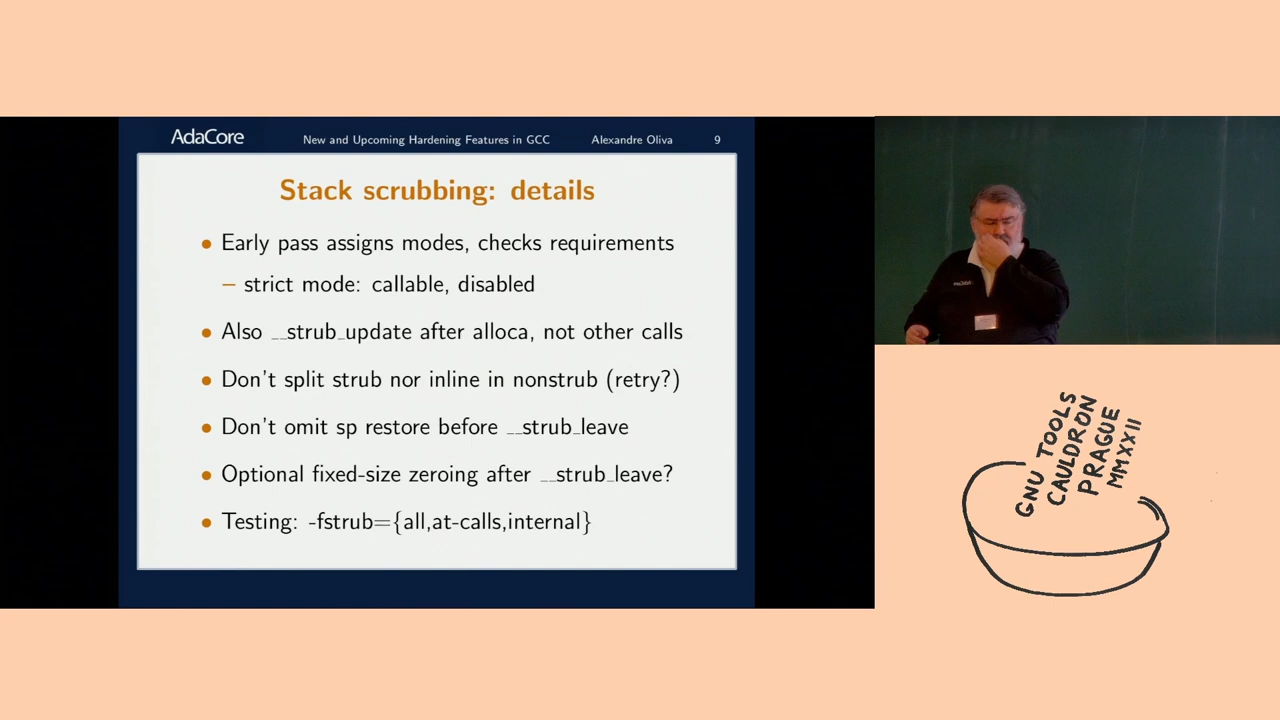 AdaCore New and Upcoming Hardening Features in GCC Alexandre Oliva 9
Stack scrubbing: details
• Early pass assigns modes, checks requirements
– strict mode: callable, disabled
• Also __strub_update after alloca, not other calls
• Don't split strub nor inline in nonstrub (retry?)
• Don't omit sp restore before __strub_leave
• Optional fixed-size zeroing after __strub_leave?
• Testing: -fstrub={all,at-calls,internal}
GNU TOOLS
CAULDRON
PRAGUE
MMXXII